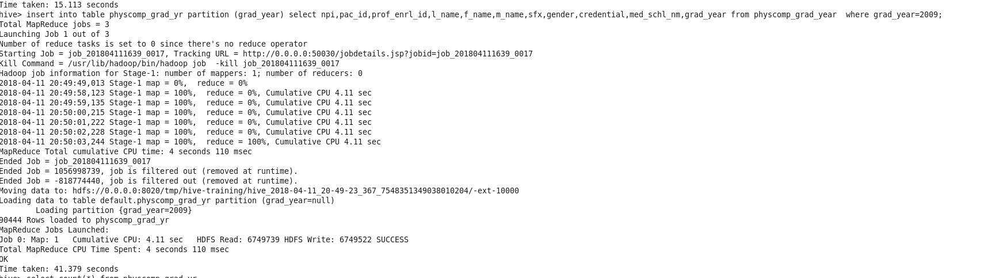 Time taken: 15.113 seconds
hive> insert into table physcomp_grad_yr partition (grad_year) select npi,pac_id,prof_enrl_id,l_name,f_name,m_name,sfx,gender,credential,med_schl_nm,grad_year from physcomp_grad_year  where grad_year=2009;
Total MapReduce jobs = 3
Launching Job 1 out of 3
Number of reduce tasks is set to 0 since there's no reduce operator
Starting Job = job_201804111639_0017, Tracking URL = http://0.0.0.0:50030/jobdetails.jsp?jobid=job_201804111639_0017
Kill Command = /usr/lib/hadoop/bin/hadoop job  -kill job_201804111639_0017
Hadoop job information for Stage-1: number of mappers: 1; number of reducers: 0
2018-04-11 20:49:49,013 Stage-1 map = 0%,  reduce = 0%
2018-04-11 20:49:58,123 Stage-1 map = 100%,  reduce = 0%, Cumulative CPU 4.11 sec
2018-04-11 20:49:59,135 Stage-1 map = 100%,  reduce = 0%, Cumulative CPU 4.11 sec
2018-04-11 20:50:00,215 Stage-1 map = 100%,  reduce = 0%, Cumulative CPU 4.11 sec
2018-04-11 20:50:01,222 Stage-1 map = 100%,  reduce = 0%, Cumulative CPU 4.11 sec
2018-04-11 20:50:02,228 Stage-1 map = 100%,  reduce = 0%, Cumulative CPU 4.11 sec
2018-04-11 20:50:03,244 Stage-1 map = 100%,  reduce = 100%, Cumulative CPU 4.11 sec
MapReduce Total cumulative CPU time: 4 seconds 110 msec
Ended Job = job_201804111639_0017
Ended Job = 1056998739, job is filtered out (removed at runtime).
Ended Job = -818774440, job is filtered out (removed at runtime).
Moving data to: hdfs://0.0.0.0:8020/tmp/hive-training/hive_2018-04-11_20-49-23_367_7548351349038010204/-ext-10000
Loading data to table default.physcomp_grad_yr partition (grad_year=null)
        Loading partition {grad_year=2009}
90444 Rows loaded to physcomp_grad_yr
MapReduce Jobs Launched:
Job 0: Map: 1   Cumulative CPU: 4.11 sec   HDFS Read: 6749739 HDFS Write: 6749522 SUCCESS
Total MapReduce CPU Time Spent: 4 seconds 110 msec
OK
Time taken: 41.379 seconds
hive> select count(*) from physcomp_grad_yr